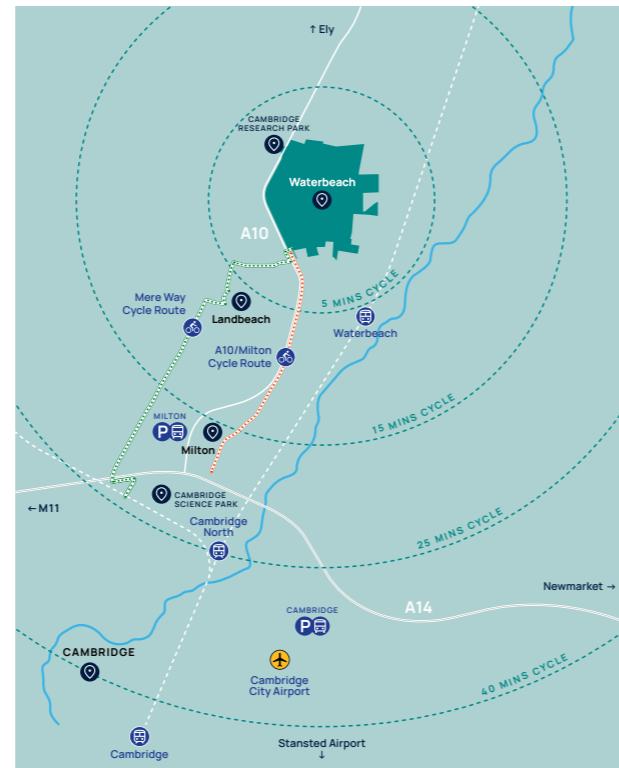 ↑ Ely
CAMBRIDGE
RESEARCH PARK
Waterbeach
A10
5 MINS CYCLE
Mere Way
Cycle Route
Landbeach
Waterbeach
A10/Milton
Cycle Route
15 MINS CYCLE
MILTON
P
Milton
CAMBRIDGE
SCIENCE PARK
← M11
Cambridge
North
25 MINS CYCLE
Newmarket →
A14
CAMBRIDGE
P
CAMBRIDGE
Cambridge
City Airport
40 MINS CYCLE
Cambridge
Stansted Airport
↓